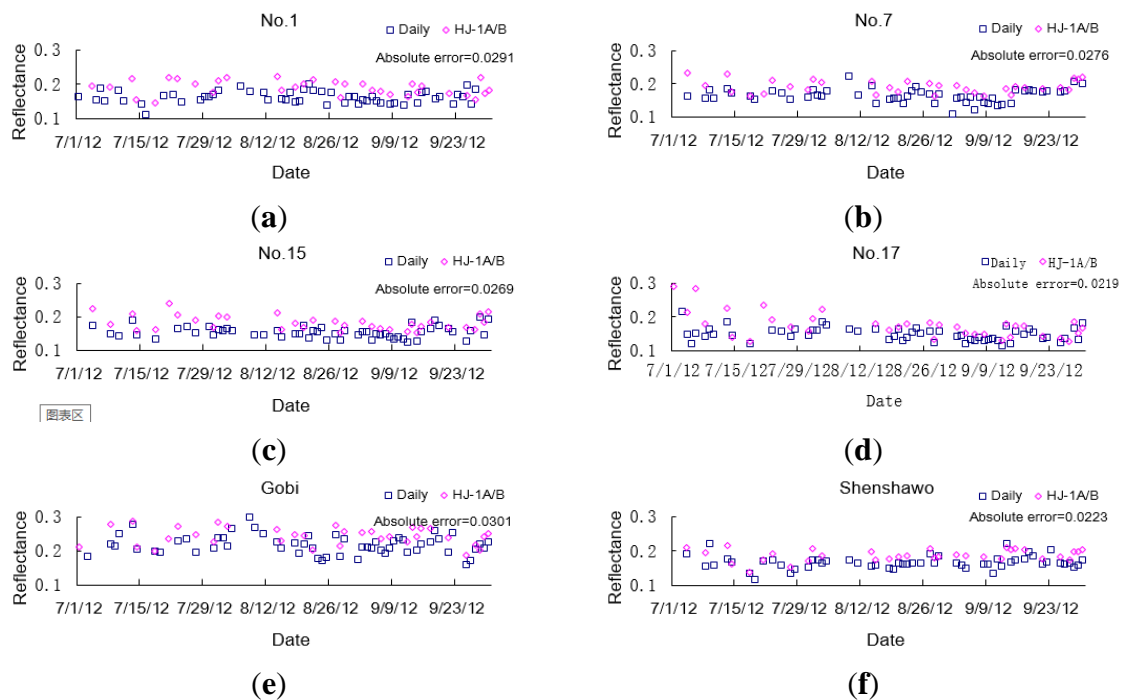 No.1
Daily HJ-1A/B
Absolute error=0.0291
Reflectance
0.3
0.2
0.1
7/1/12 7/15/12 7/29/12 8/12/12 8/26/12 9/9/12 9/23/12
Date
(a)
No.7
Daily HJ-1A/B
Absolute error=0.0276
Reflectance
0.3
0.2
0.1
7/1/12 7/15/12 7/29/12 8/12/12 8/26/12 9/9/12 9/23/12
Date
(b)
No.15
Daily HJ-1A/B
Absolute error=0.0269
Reflectance
0.3
0.2
0.1
7/1/12 7/15/12 7/29/12 8/12/12 8/26/12 9/9/12 9/23/12
Date
图表区
(c)
No.17
Daily HJ-1A/B
Absolute error=0.0219
Reflectance
0.3
0.2
0.1
7/1/12 7/15/127/29/128/12/128/26/12 9/9/12 9/23/12
Date
(d)
Gobi
Daily HJ-1A/B
Absolute error=0.0301
Reflectance
0.3
0.2
0.1
7/1/12 7/15/12 7/29/12 8/12/12 8/26/12 9/9/12 9/23/12
Date
(e)
Shenshawo
Daily HJ-1A/B
Absolute error=0.0223
Reflectance
0.3
0.2
0.1
7/1/12 7/15/12 7/29/12 8/12/12 8/26/12 9/9/12 9/23/12
Date
(f)